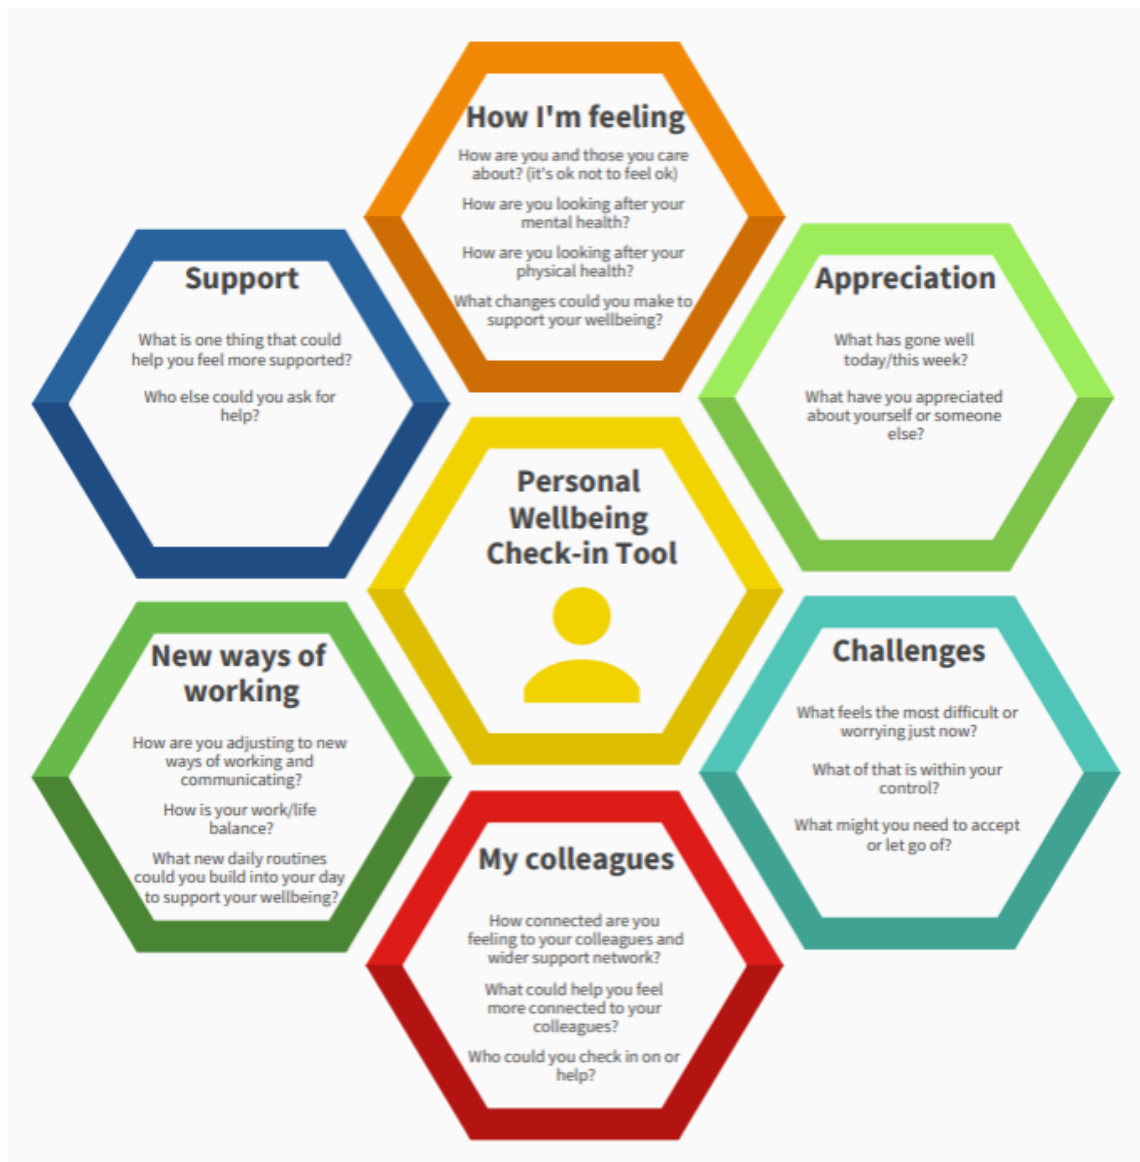 How I'm feeling
How are you and those you care
about? (it's ok not to feel ok)
How are you looking after your
mental health?
How are you looking after your
physical health?
What changes could you make to
support your wellbeing?
Support
What is one thing that could
help you feel more supported?
Who else could you ask for
help?
Appreciation
What has gone well
today/this week?
What have you appreciated
about yourself or someone
else?
Personal
Wellbeing
Check-in Tool
New ways of
working
How are you adjusting to new
ways of working and
communicating?
How is your work/life
balance?
What new daily routines
could you build into your day
to support your wellbeing?
Challenges
What feels the most difficult or
worrying just now?
What of that is within your
control?
What might you need to accept
or let go of?
My colleagues
How connected are you
feeling to your colleagues and
wider support network?
What could help you feel
more connected to your
colleagues?
Who could you check in on or
help?